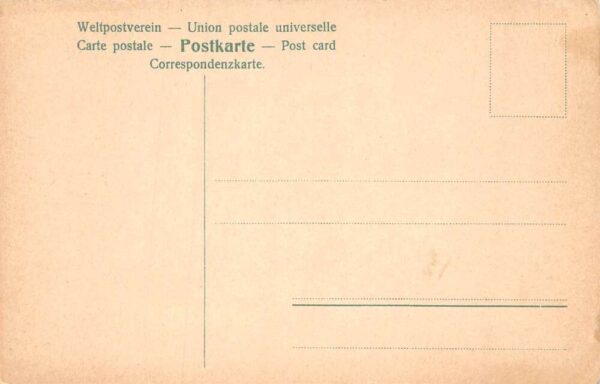 Weltpostverein — Union postale universelle
Carte postale — Postkarte — Post card
Correspondenzkarte.